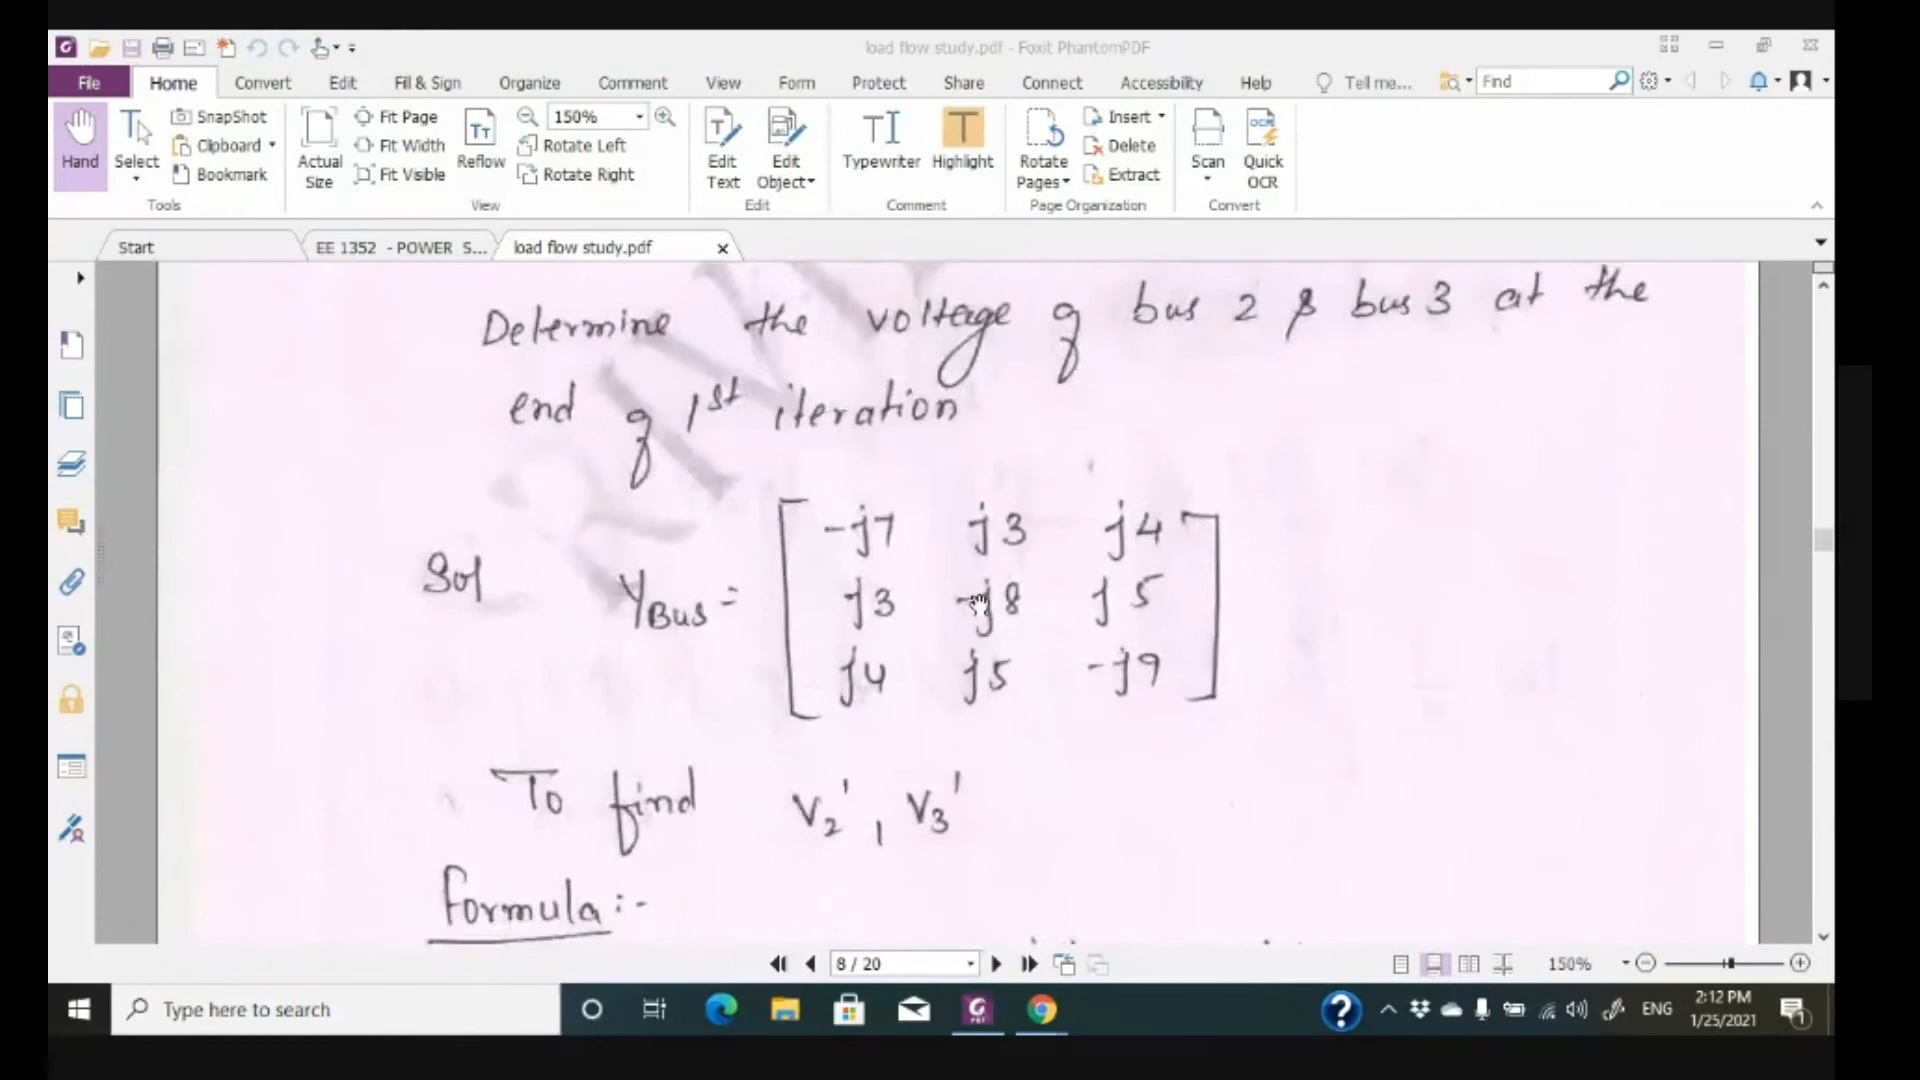 load flow study.pdf - Foxit PhantomPDF
File Home Convert Edit Fill & Sign Organize Comment View Form Protect Share Connect Accessibility Help Tell me... Find
Hand
Select
SnapShot
Clipboard
Bookmark
Tools
Actual Size
Fit Page
Fit Width
Fit Visible
Reflow
150%
Rotate Left
Rotate Right
View
Edit Text
Edit Object
Edit
Typewriter
Highlight
Comment
Rotate Pages
Insert
Delete
Extract
Page Organization
Scan
Quick OCR
Convert
Start
EE 1352 - POWER S...
load flow study.pdf
Determine the voltage of bus 2 & bus 3 at the
end of 1st iteration
Sol YBus =
-j7 j3 j4
j3 -j8 j5
j4 j5 -j9
To find V2', V3'
Formula:-
8 / 20
150%
Type here to search
ENG
2:12 PM
1/25/2021